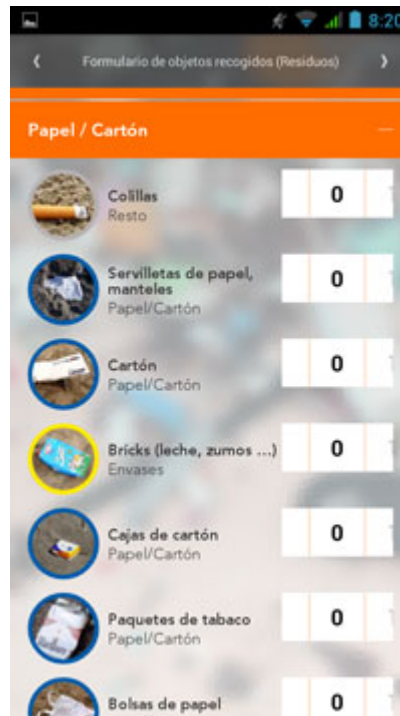 8:20
Formulario de objetos recogidos (Residuos)
Papel / Cartón
Colillas
Resto
0
Servilletas de papel,
manteles
Papel/Cartón
0
Cartón
Papel/Cartón
0
Bricks (leche, zumos ...)
Envases
0
Cajas de cartón
Papel/Cartón
0
Paquetes de tabaco
Papel/Cartón
0
Bolsas de papel
0